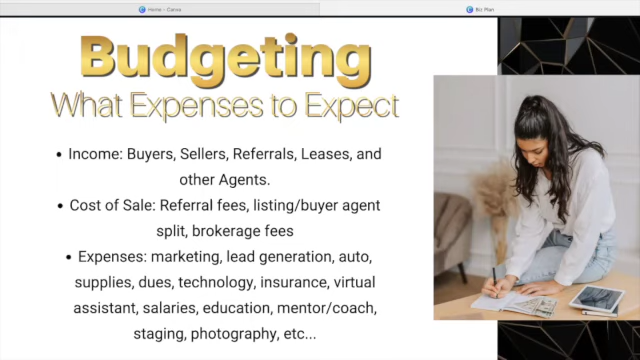 Home - Canva
Biz Plan
Budgeting
What Expenses to Expect
• Income: Buyers, Sellers, Referrals, Leases, and
other Agents.
• Cost of Sale: Referral fees, listing/buyer agent
split, brokerage fees
• Expenses: marketing, lead generation, auto,
supplies, dues, technology, insurance, virtual
assistant, salaries, education, mentor/coach,
staging, photography, etc...